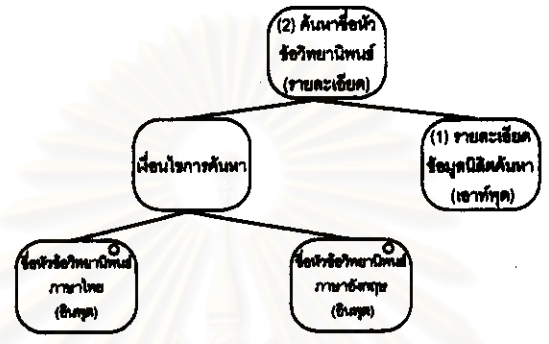 (2) ค้นหาชื่อหัว
ข้อวิทยานิพนธ์
(รายละเอียด)
เงื่อนไขการค้นหา
(1) รายละเอียด
ข้อมูลนิสิตค้นหา
(เอาท์พุต)
ชื่อหัวข้อวิทยานิพนธ์
ภาษาไทย
(อินพุต)
ชื่อหัวข้อวิทยานิพนธ์
ภาษาอังกฤษ
(อินพุต)